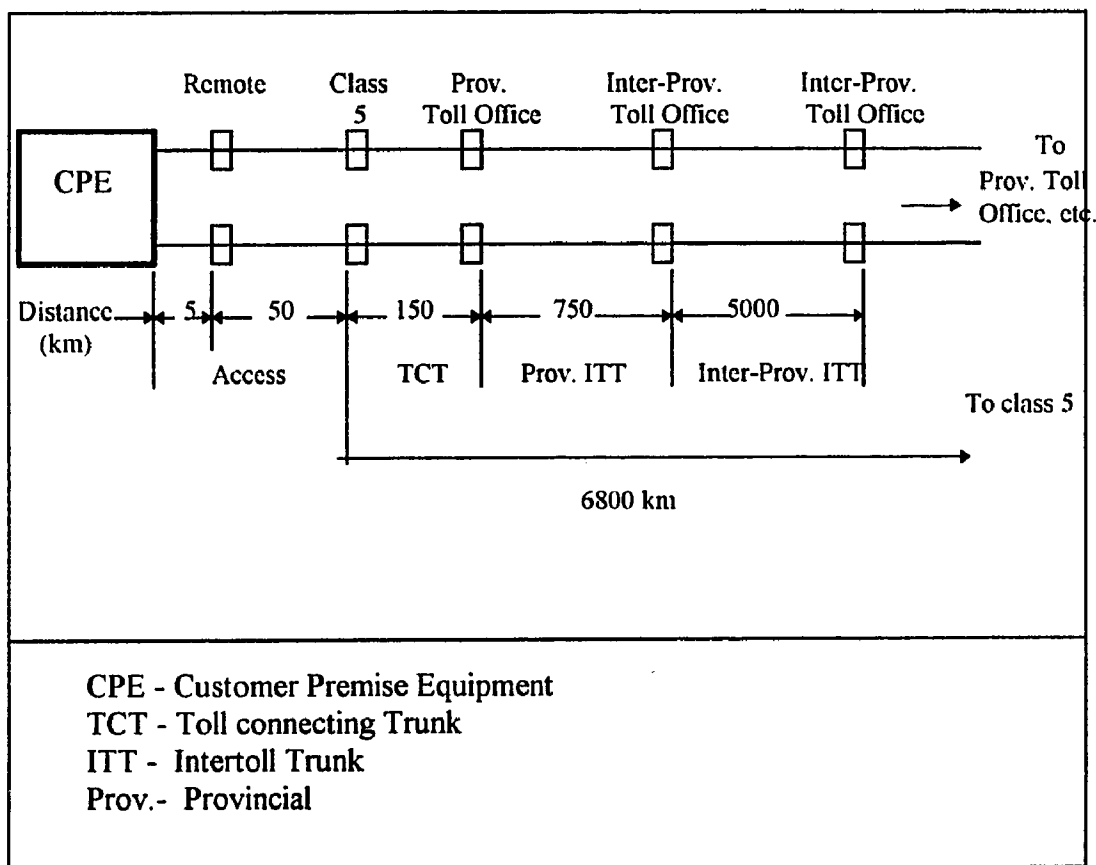 Remote
Class
5
Prov.
Toll Office
Inter-Prov.
Toll Office
Inter-Prov.
Toll Office
CPE
To
Prov. Toll
Office, etc.
Distance
(km)
5
50
150
750
5000
Access
TCT
Prov. ITT
Inter-Prov. ITT
To class 5
6800 km
CPE - Customer Premise Equipment
TCT - Toll connecting Trunk
ITT - Intertoll Trunk
Prov.- Provincial